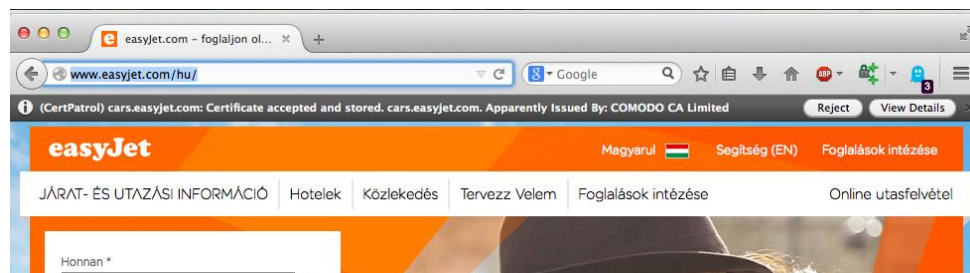 easyJet.com – foglaljon ol...
www.easyjet.com/hu/
Google
ABP
3
(CertPatrol) cars.easyjet.com: Certificate accepted and stored. cars.easyjet.com. Apparently Issued By: COMODO CA Limited Reject View Details
easyJet Magyarul Segítség (EN) Foglalások intézése
JÁRAT- ÉS UTAZÁSI INFORMÁCIÓ Hotelek Közlekedés Tervezz Velem Foglalások intézése Online utasfelvétel
Honnan *